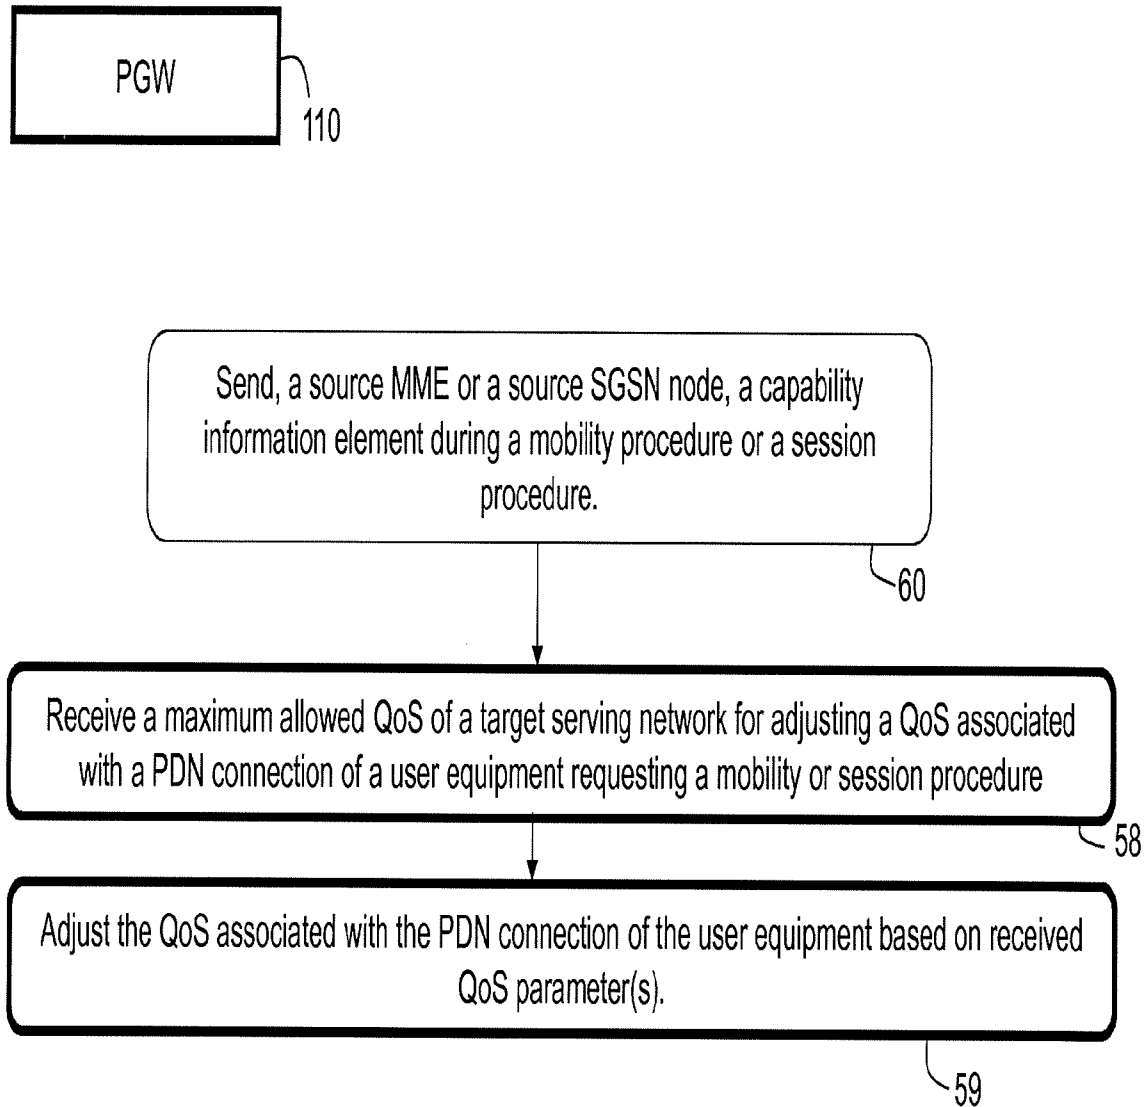 PGW
110
Send, a source MME or a source SGSN node, a capability
information element during a mobility procedure or a session
procedure.
60
Receive a maximum allowed QoS of a target serving network for adjusting a QoS associated
with a PDN connection of a user equipment requesting a mobility or session procedure
58
Adjust the QoS associated with the PDN connection of the user equipment based on received
QoS parameter(s).
59